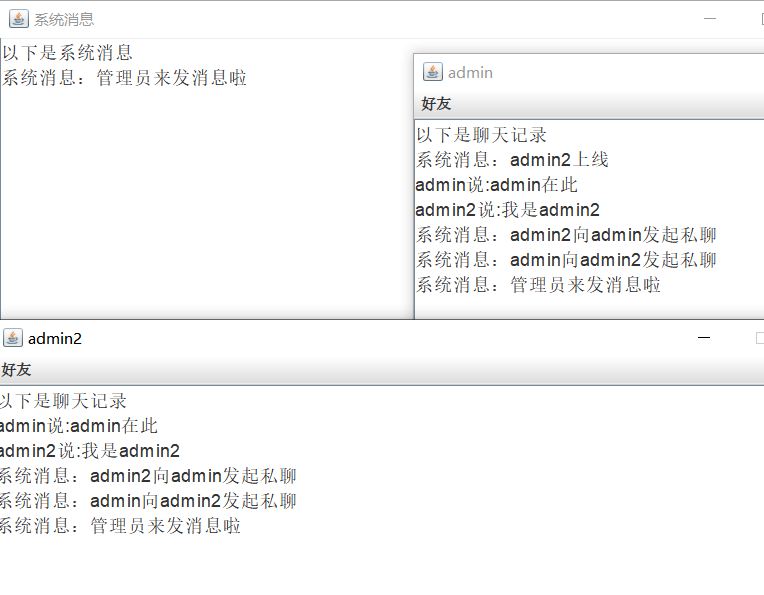 系统消息
以下是系统消息
系统消息：管理员来发消息啦
admin
好友
以下是聊天记录
系统消息：admin2上线
admin说:admin在此
admin2说:我是admin2
系统消息：admin2向admin发起私聊
系统消息：admin向admin2发起私聊
系统消息：管理员来发消息啦
admin2
好友
以下是聊天记录
admin说:admin在此
admin2说:我是admin2
系统消息：admin2向admin发起私聊
系统消息：admin向admin2发起私聊
系统消息：管理员来发消息啦